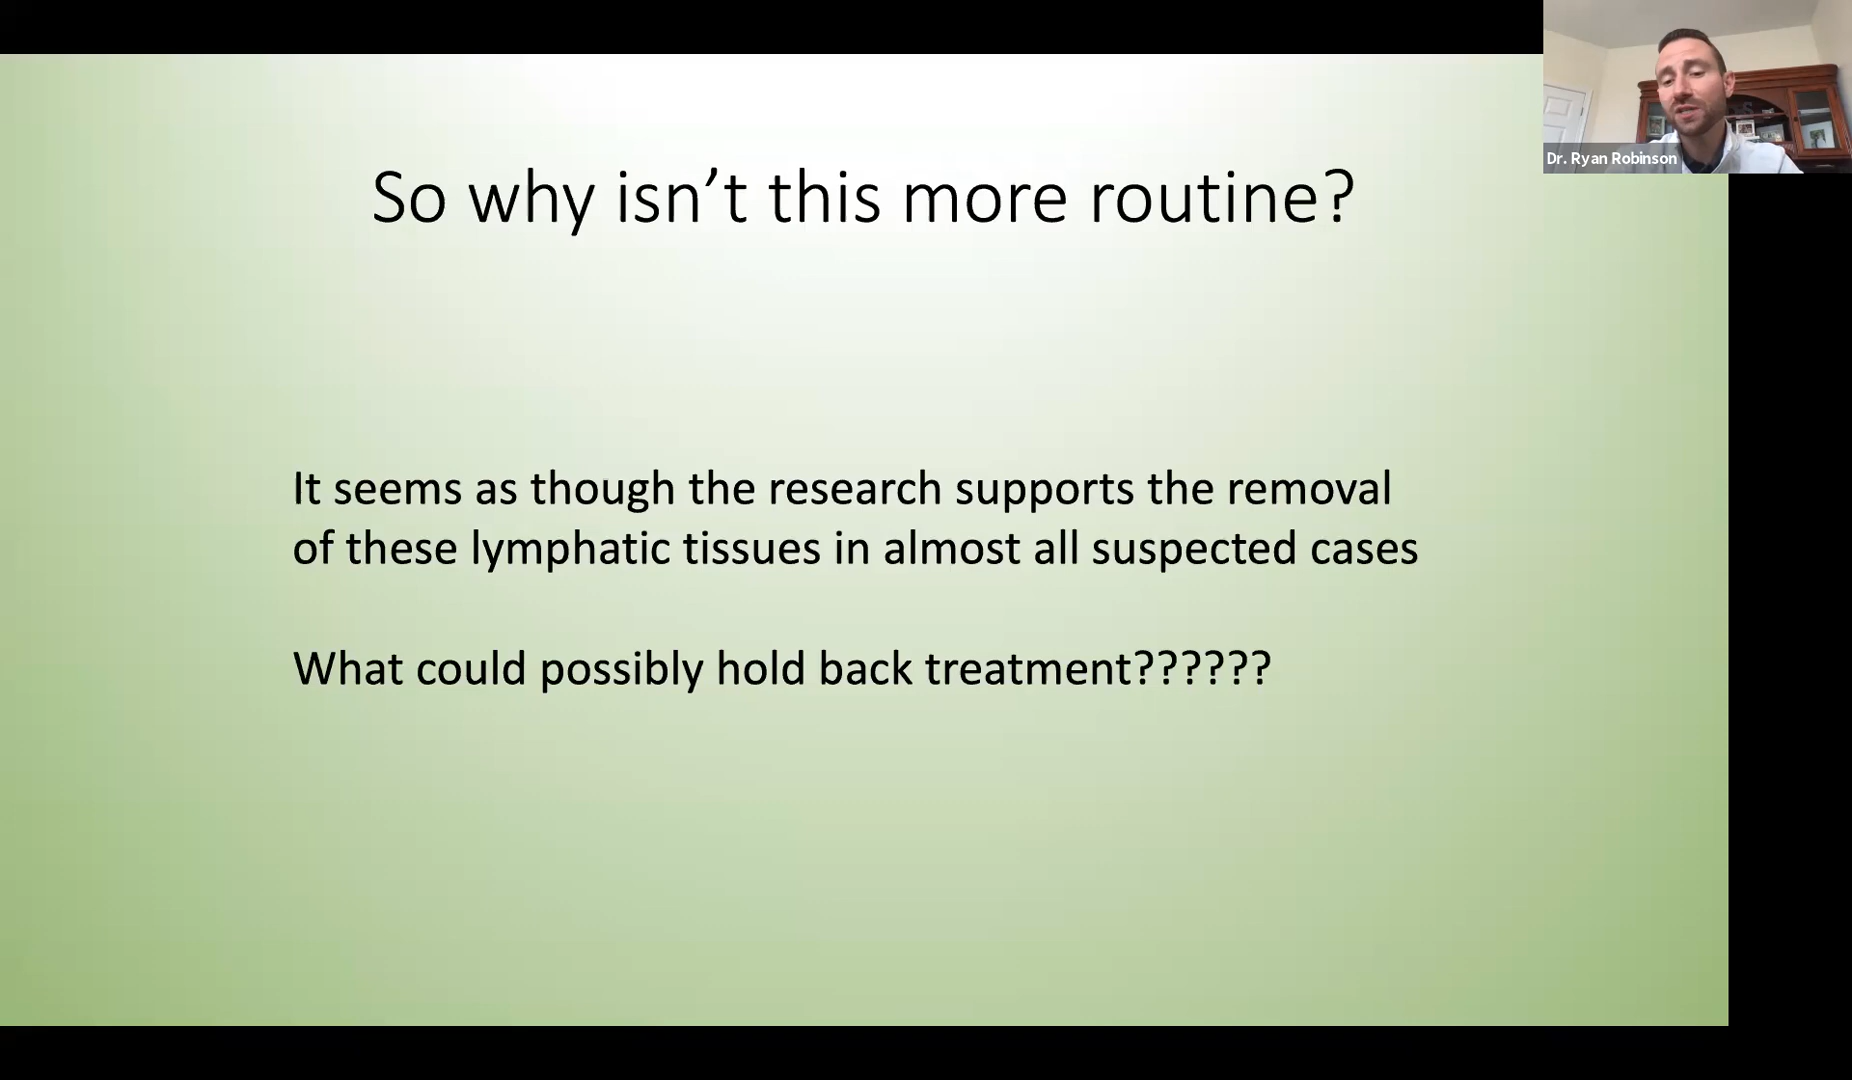 So why isn’t this more routine?
Dr. Ryan Robinson
It seems as though the research supports the removal
of these lymphatic tissues in almost all suspected cases
What could possibly hold back treatment??????